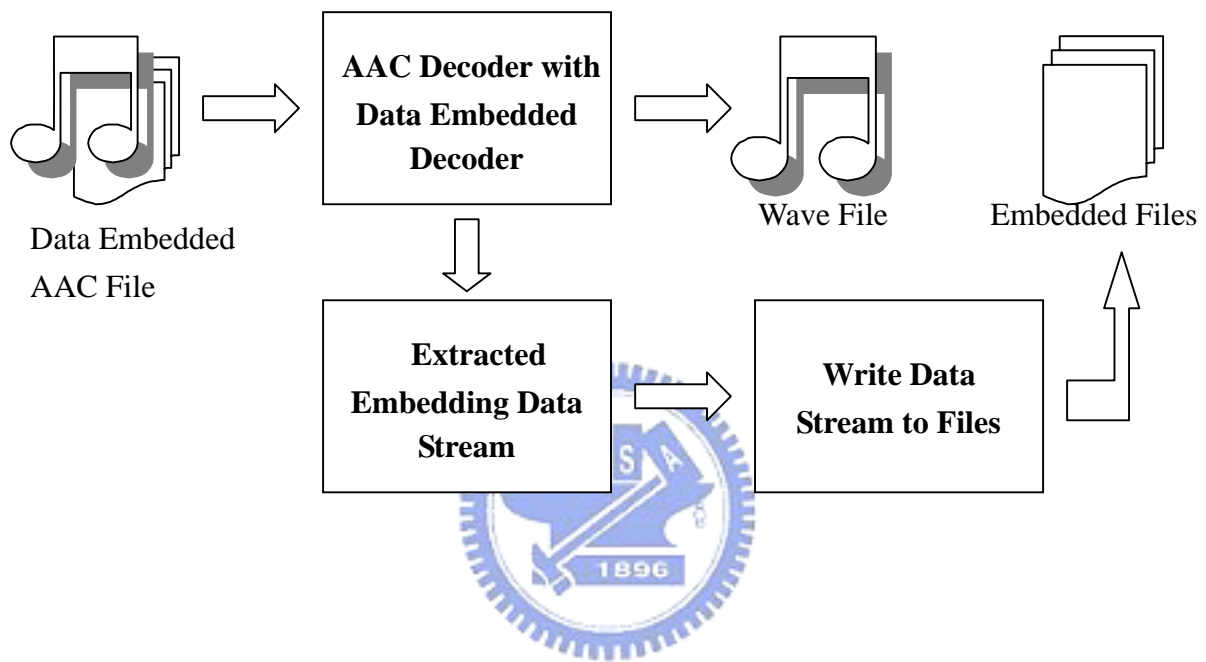 AAC Decoder with
Data Embedded
Decoder
Data Embedded
AAC File
Wave File
Embedded Files
Extracted
Embedding Data
Stream
Write Data
Stream to Files
S A
1896